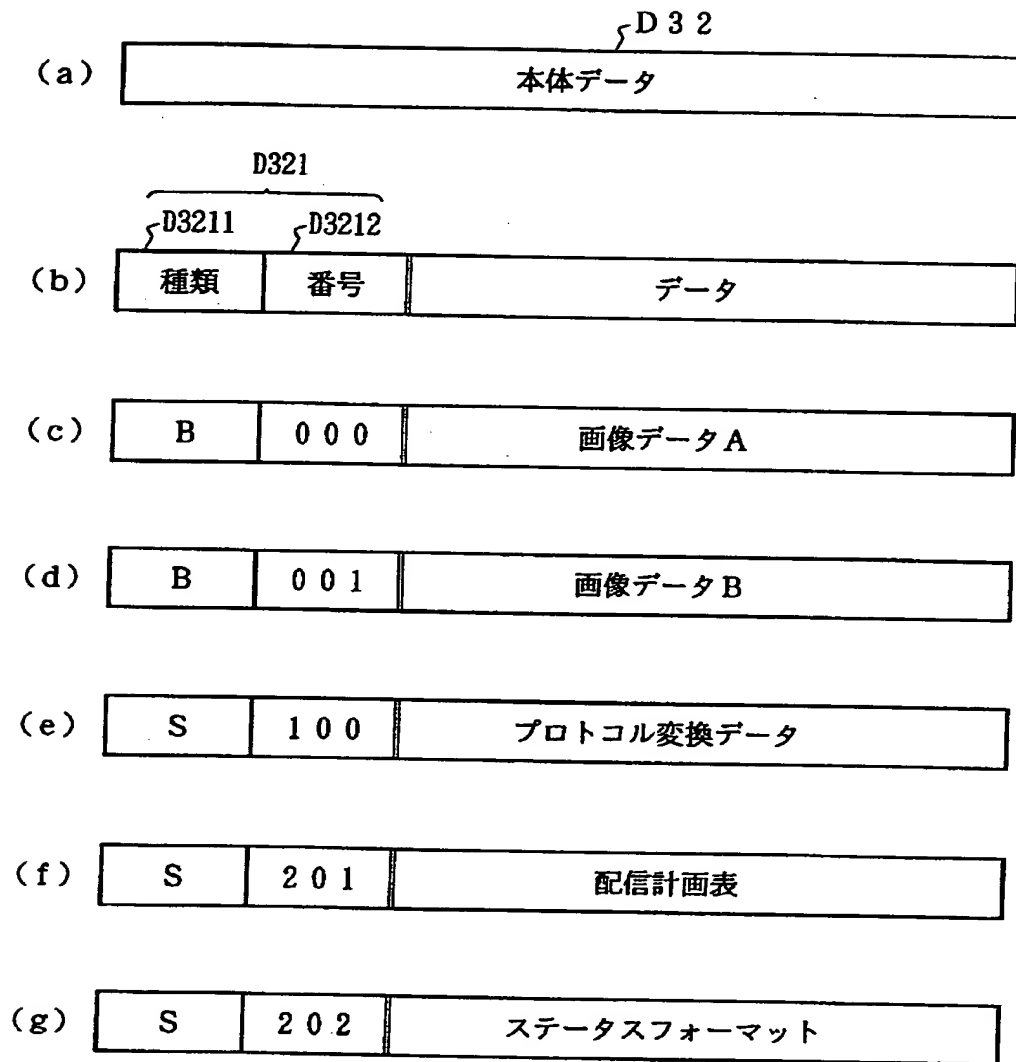 D32
(a) 本体データ
D321
D3211 D3212
(b) 種類 番号 データ
(c) B 000 画像データA
(d) B 001 画像データB
(e) S 100 プロトコル変換データ
(f) S 201 配信計画表
(g) S 202 ステータスフォーマット